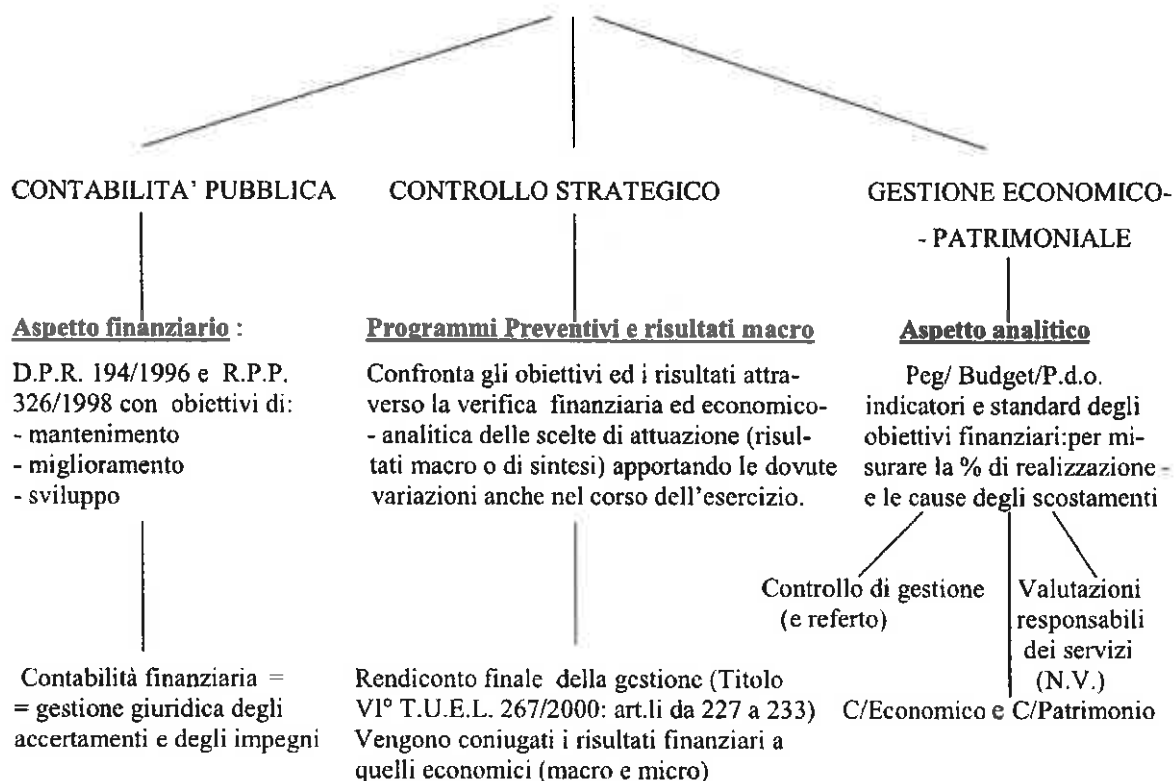 CONTABILITA' PUBBLICA
CONTROLLO STRATEGICO
GESTIONE ECONOMICO-
- PATRIMONIALE
Aspetto finanziario :
D.P.R. 194/1996 e R.P.P.
326/1998 con obiettivi di:
- mantenimento
- miglioramento
- sviluppo
Contabilità finanziaria =
= gestione giuridica degli
accertamenti e degli impegni
Programmi Preventivi e risultati macro
Confronta gli obiettivi ed i risultati attra-
verso la verifica finanziaria ed economico-
- analitica delle scelte di attuazione (risul-
tati macro o di sintesi) apportando le dovute
variazioni anche nel corso dell'esercizio.
Rendiconto finale della gestione (Titolo
VI° T.U.E.L. 267/2000: art.li da 227 a 233)
Vengono coniugati i risultati finanziari a
quelli economici (macro e micro)
Aspetto analitico
Peg/ Budget/P.d.o.
indicatori e standard degli
obiettivi finanziari:per mi-
surare la % di realizzazione -
e le cause degli scostamenti
Controllo di gestione
(e referto)
Valutazioni
responsabili
dei servizi
(N.V.)
C/Economico e C/Patrimonio